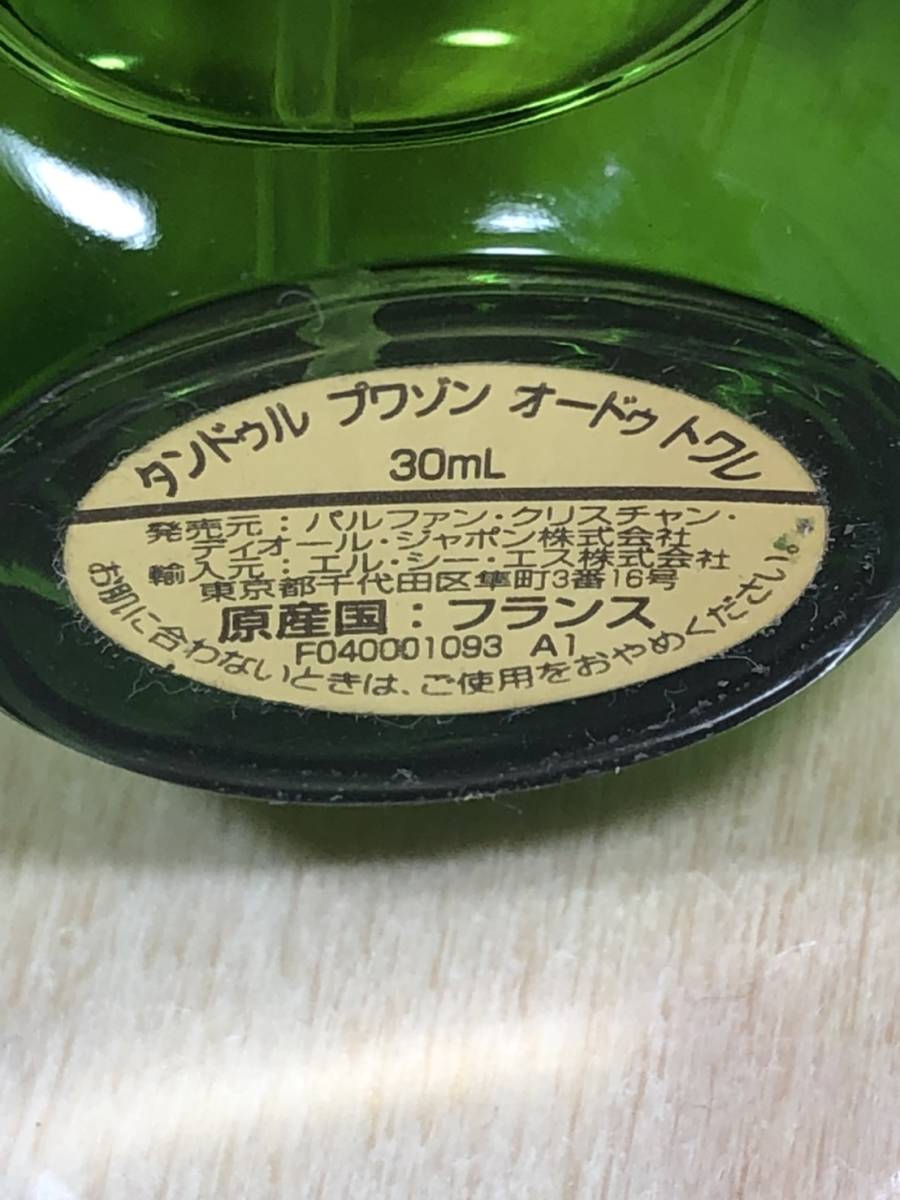 タンドゥル プワゾン オードゥ トワレ
30mL
発売元：パルファン・クリスチャン・
ディオール・ジャポン株式会社
輸入元：エル・シー・エス株式会社
東京都千代田区隼町3番16号
原産国：フランス
F040001093 A1
お肌に合わないときは、ご使用をおやめください。